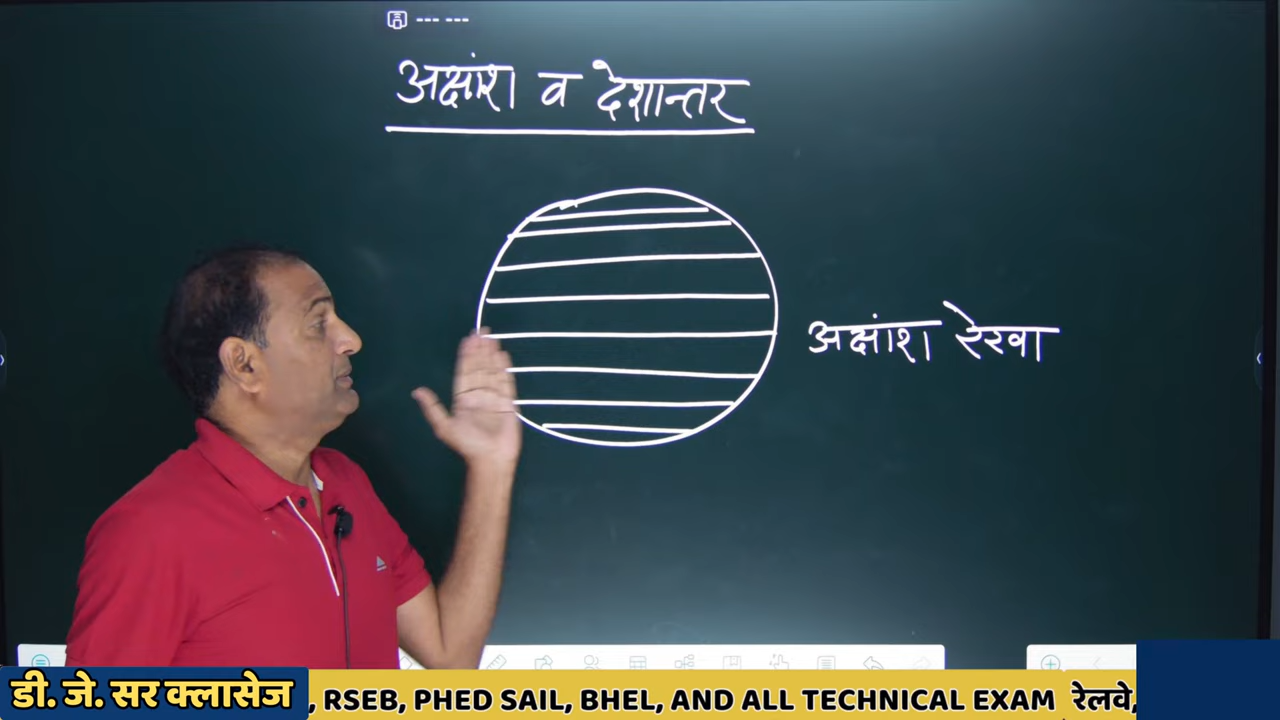 अक्षांश व देशान्तर
अक्षांश रेखा
डी. जे. सर क्लासेज
, RSEB, PHED SAIL, BHEL, AND ALL TECHNICAL EXAM रेलवे,